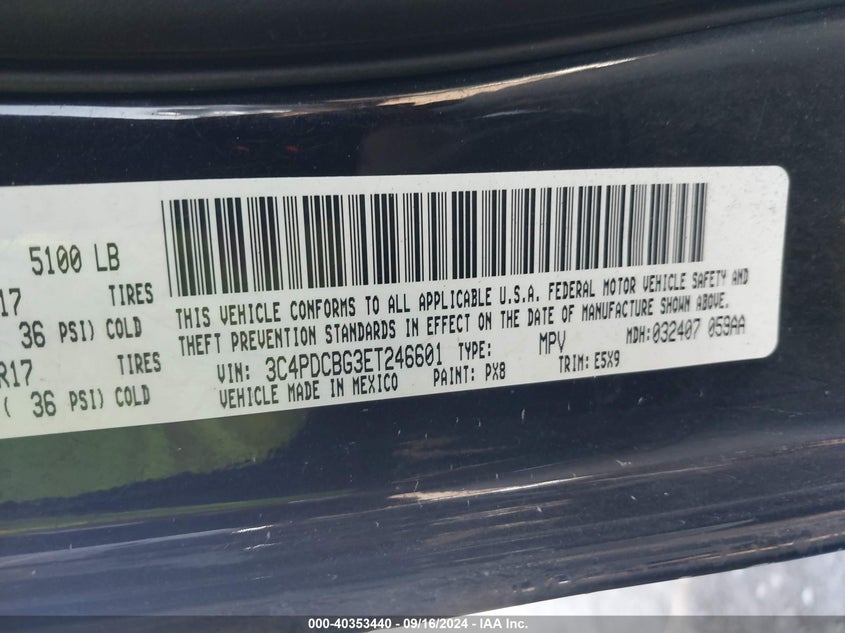 5100 LB
17 TIRES
36 PSI) COLD
R17
( 36 PSI) COLD
THIS VEHICLE CONFORMS TO ALL APPLICABLE U.S.A. FEDERAL MOTOR VEHICLE SAFETY AND
THEFT PREVENTION STANDARDS IN EFFECT ON THE DATE OF MANUFACTURE SHOWN ABOVE.
VIN: 3C4PDCBG3ET246601 TYPE: MPV MDH: 032407 053AA
VEHICLE MADE IN MEXICO PAINT: PX8 TRIM: E5X9
000-40353440 - 09/16/2024 - IAA Inc.